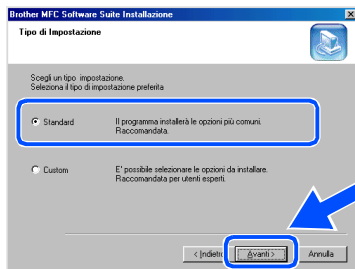 Brother MFC Software Suite Installazione
Tipo di Impostazione
Scegli un tipo impostazione.
Seleziona il tipo di impostazione preferita
Standard
Il programma installerà le opzioni più comuni.
Raccomandata.
Custom
E' possibile selezionare le opzioni da installare.
Raccomandata per utenti esperti.
< Indietro
Avanti >
Annulla